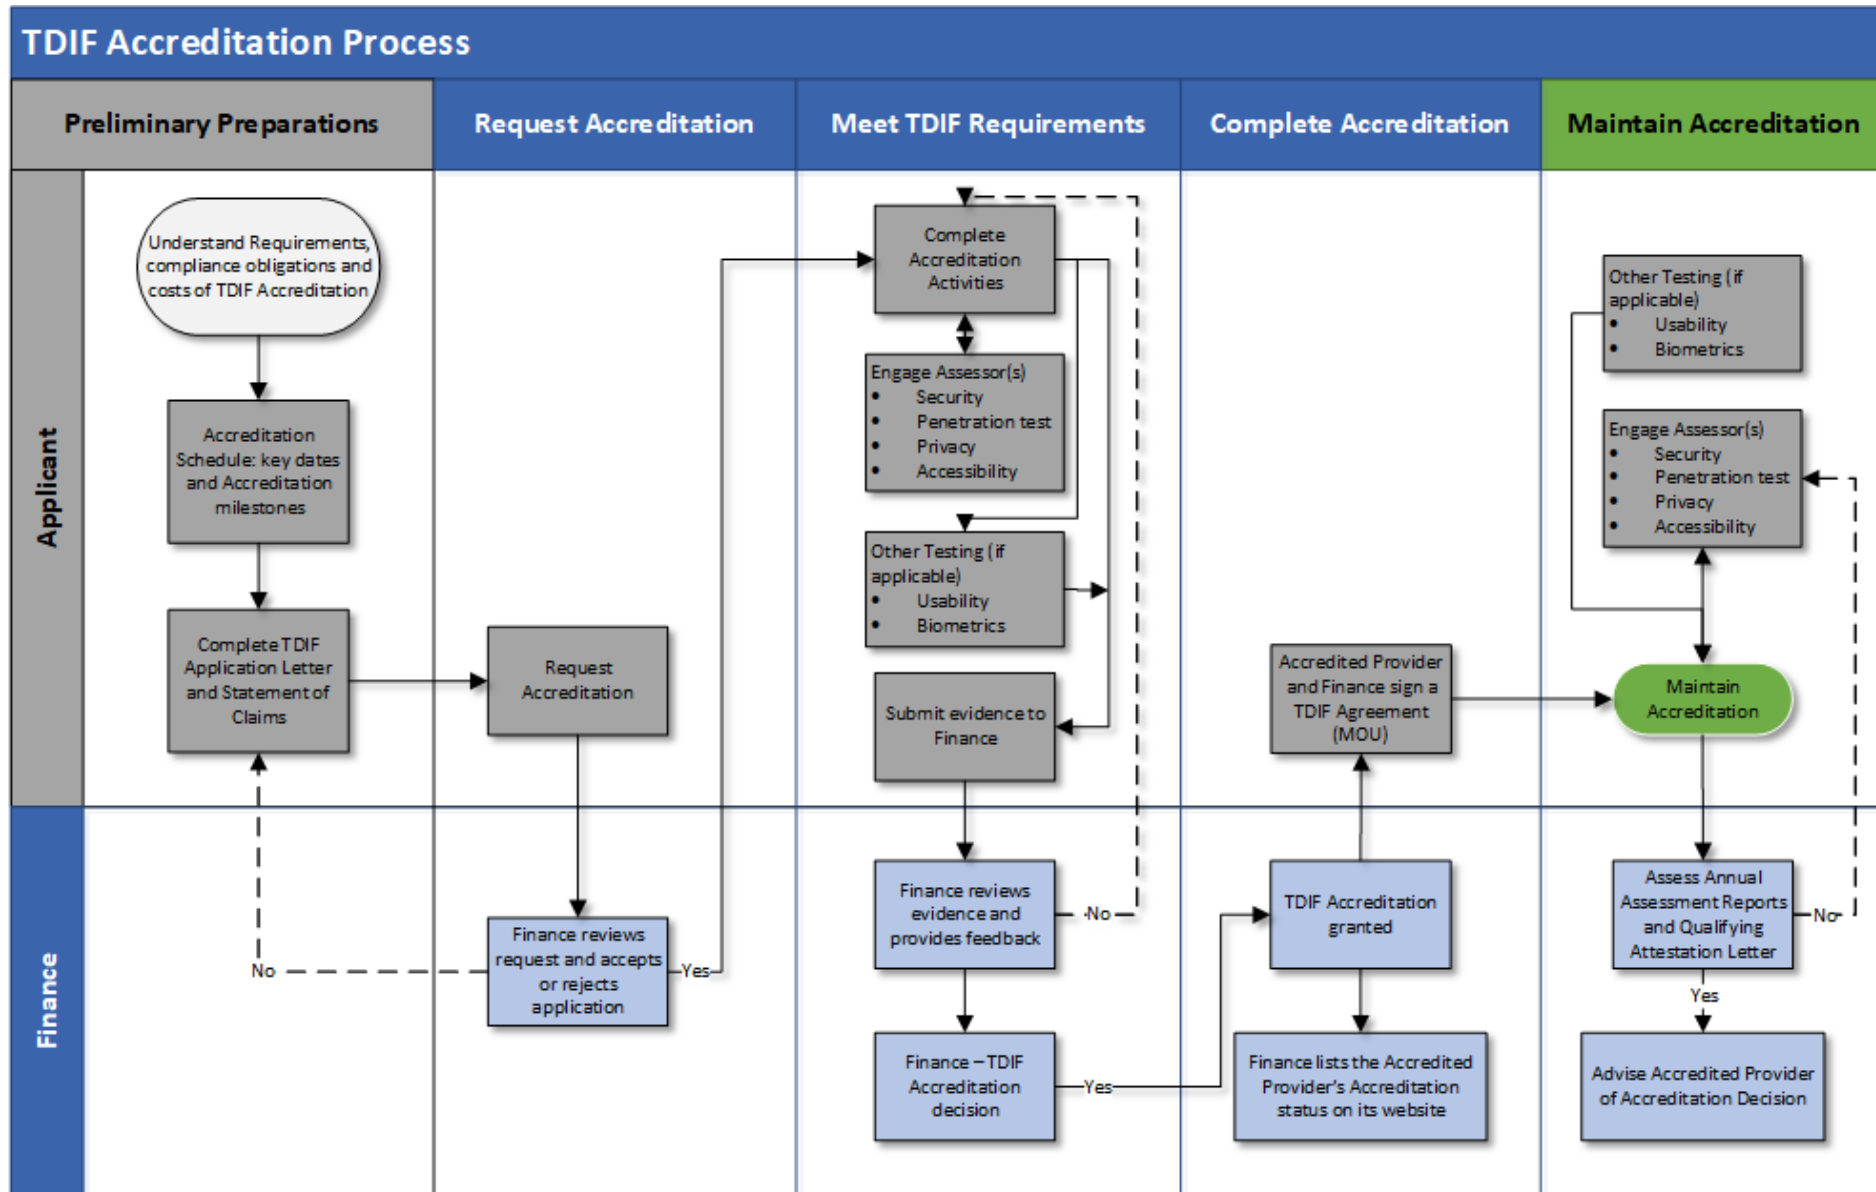 TDIF Accreditation Process
Preliminary Preparations
Request Accreditation
Meet TDIF Requirements
Complete Accreditation
Maintain Accreditation
Applicant
Understand Requirements,
compliance obligations and
costs of TDIF Accreditation
Accreditation
Schedule: key dates
and Accreditation
milestones
Complete TDIF
Application Letter
and Statement of
Claims
Request
Accreditation
Complete
Accreditation
Activities
Engage Assessor(s)
• Security
• Penetration test
• Privacy
• Accessibility
Other Testing (if
applicable)
• Usability
• Biometrics
Submit evidence to
Finance
Accredited Provider
and Finance sign a
TDIF Agreement
(MOU)
Other Testing (if
applicable)
• Usability
• Biometrics
Engage Assessor(s)
• Security
• Penetration test
• Privacy
• Accessibility
Maintain
Accreditation
Finance
No
Finance reviews
request and accepts
or rejects
application
Yes
Finance reviews
evidence and
provides feedback
No
Finance – TDIF
Accreditation
decision
Yes
TDIF Accreditation
granted
Finance lists the Accredited
Provider's Accreditation
status on its website
Assess Annual
Assessment Reports
and Qualifying
Attestation Letter
No
Yes
Advise Accredited Provider
of Accreditation Decision